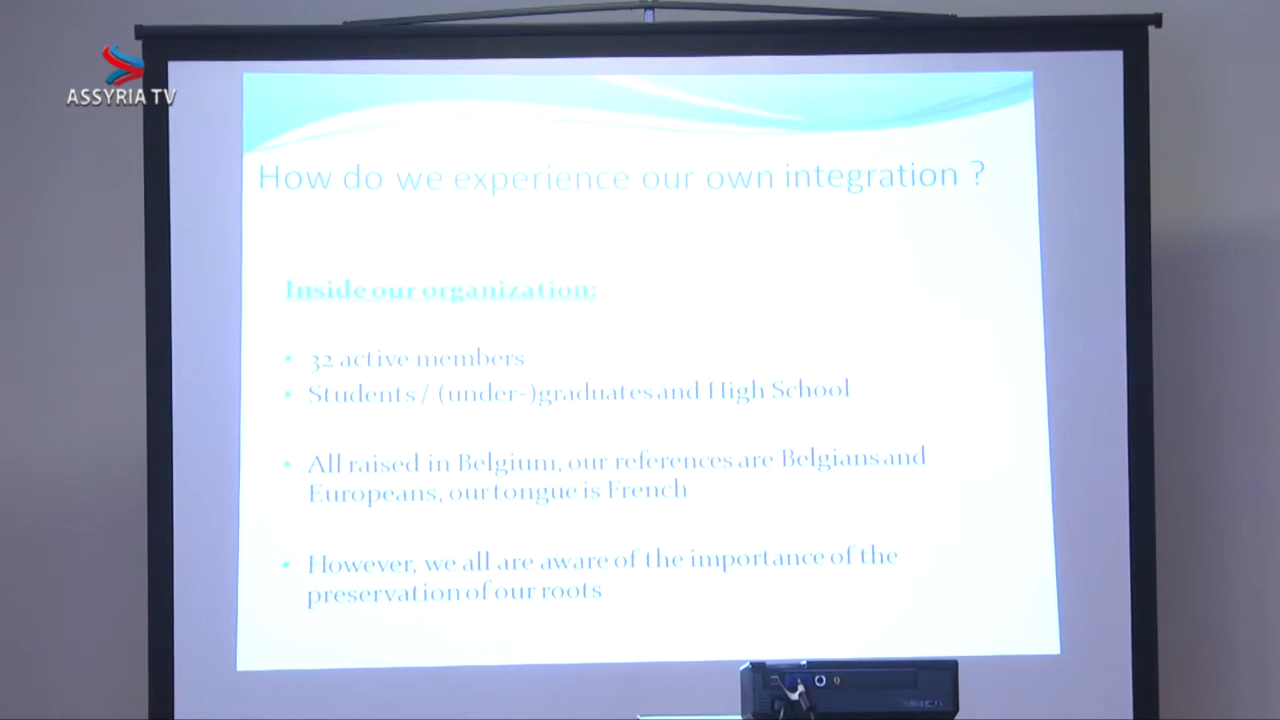 ASSYRIA TV
How do we experience our own integration ?
Inside our organization:
• 32 active members
• Students / (under-)graduates and High School
• All raised in Belgium, our references are Belgians and
Europeans, our tongue is French
• However, we all are aware of the importance of the
preservation of our roots